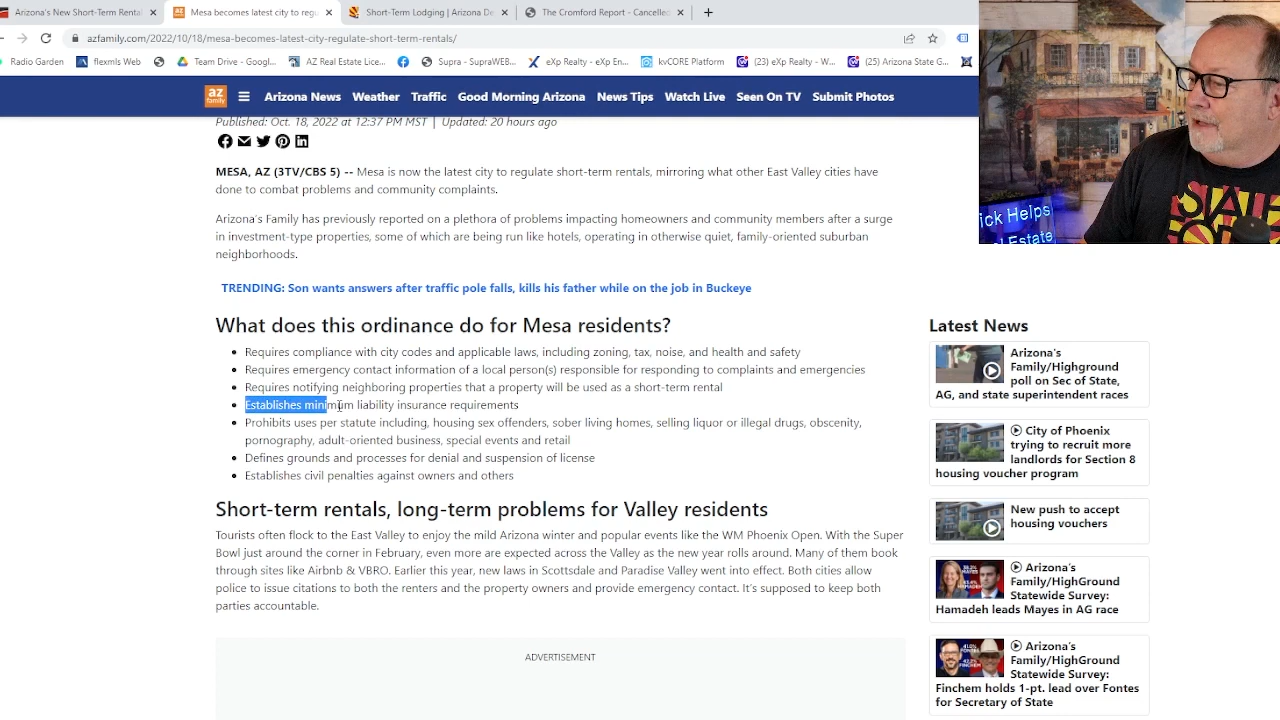 Arizona's New Short-Term Rental
Mesa becomes latest city to regul
Short-Term Lodging | Arizona De
The Cromford Report - Cancelled
azfamily.com/2022/10/18/mesa-becomes-latest-city-regulate-short-term-rentals/
Radio Garden
flexmls Web
Team Drive - Googl...
AZ Real Estate Lice...
Supra - SupraWEB...
eXp Realty - eXp En...
kvCORE Platform
(23) eXp Realty - W...
(25) Arizona State G...
az family
Arizona News
Weather
Traffic
Good Morning Arizona
News Tips
Watch Live
Seen On TV
Submit Photos
Published: Oct. 18, 2022 at 12:37 PM MST | Updated: 20 hours ago
MESA, AZ (3TV/CBS 5) -- Mesa is now the latest city to regulate short-term rentals, mirroring what other East Valley cities have
done to combat problems and community complaints.
Arizona's Family has previously reported on a plethora of problems impacting homeowners and community members after a surge
in investment-type properties, some of which are being run like hotels, operating in otherwise quiet, family-oriented suburban
neighborhoods.
TRENDING: Son wants answers after traffic pole falls, kills his father while on the job in Buckeye
What does this ordinance do for Mesa residents?
Requires compliance with city codes and applicable laws, including zoning, tax, noise, and health and safety
Requires emergency contact information of a local person(s) responsible for responding to complaints and emergencies
Requires notifying neighboring properties that a property will be used as a short-term rental
Establishes minimum liability insurance requirements
Prohibits uses per statute including, housing sex offenders, sober living homes, selling liquor or illegal drugs, obscenity,
pornography, adult-oriented business, special events and retail
Defines grounds and processes for denial and suspension of license
Establishes civil penalties against owners and others
Short-term rentals, long-term problems for Valley residents
Tourists often flock to the East Valley to enjoy the mild Arizona winter and popular events like the WM Phoenix Open. With the Super
Bowl just around the corner in February, even more are expected across the Valley as the new year rolls around. Many of them book
through sites like Airbnb & VBRO. Earlier this year, new laws in Scottsdale and Paradise Valley went into effect. Both cities allow
police to issue citations to both the renters and the property owners and provide emergency contact. It's supposed to keep both
parties accountable.
ADVERTISEMENT
ick Helps
l Estate
Latest News
Arizona's
Family/Highground
poll on Sec of State,
AG, and state superintendent races
City of Phoenix
trying to recruit more
landlords for Section 8
housing voucher program
New push to accept
housing vouchers
Arizona's
Family/HighGround
Statewide Survey:
Hamadeh leads Mayes in AG race
Arizona's
Family/HighGround
Statewide Survey:
Finchem holds 1-pt. lead over Fontes
for Secretary of State